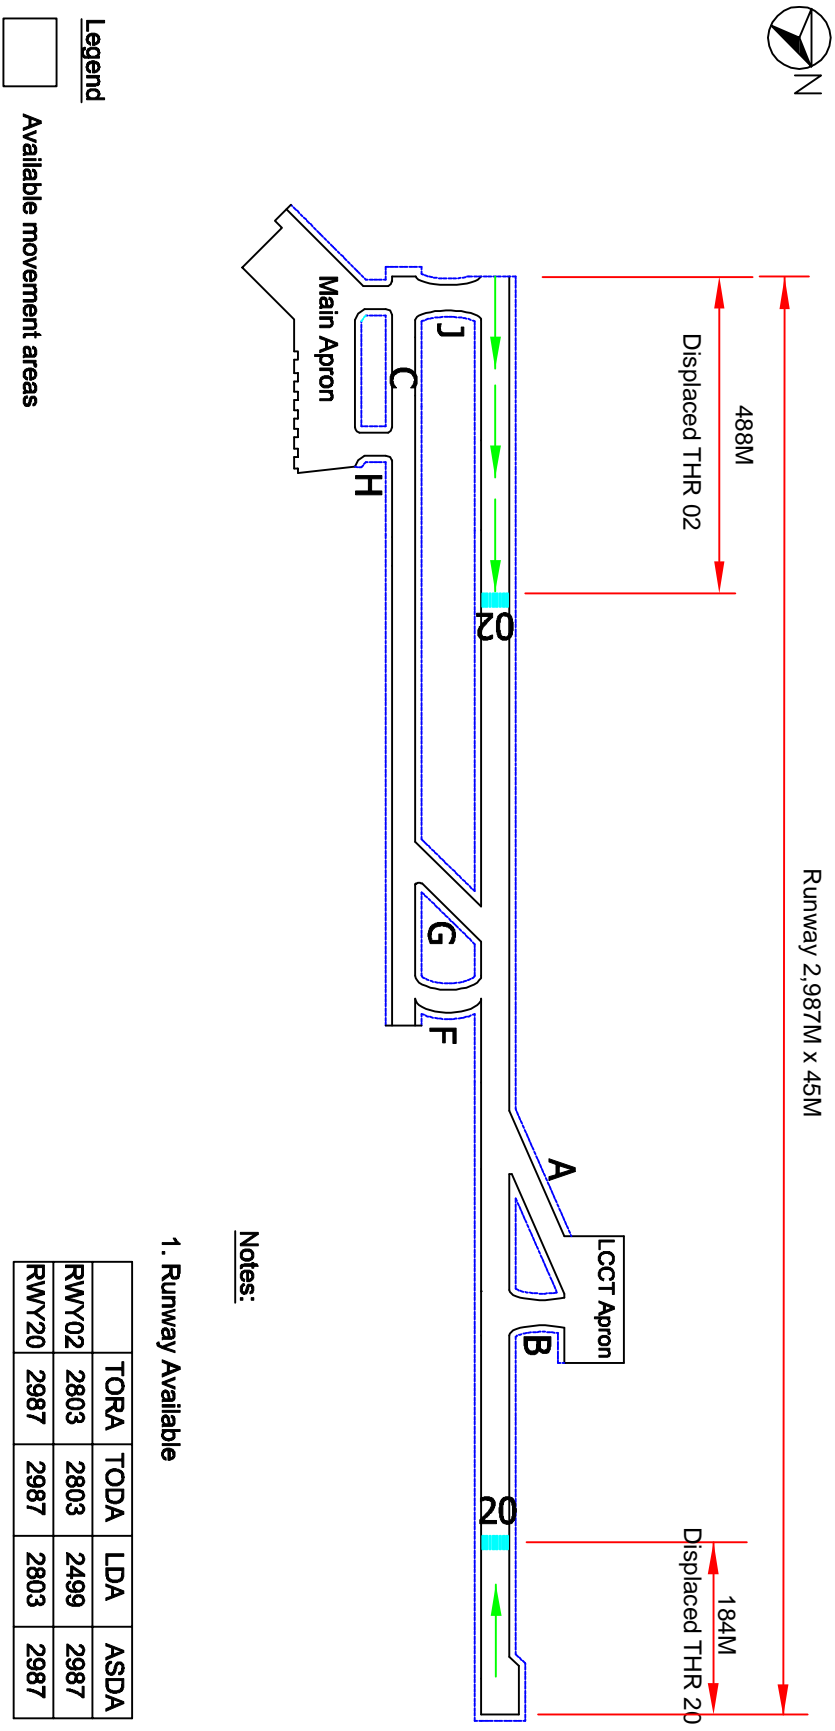 N
Runway 2,987M x 45M
488M
Displaced THR 02
184M
Displaced THR 20
02
20
J
C
H
G
F
A
B
Main Apron
LCCT Apron
Notes:
1. Runway Available
TORA TODA LDA ASDA
RWY02 2803 2803 2499 2987
RWY20 2987 2987 2803 2987
Legend
Available movement areas